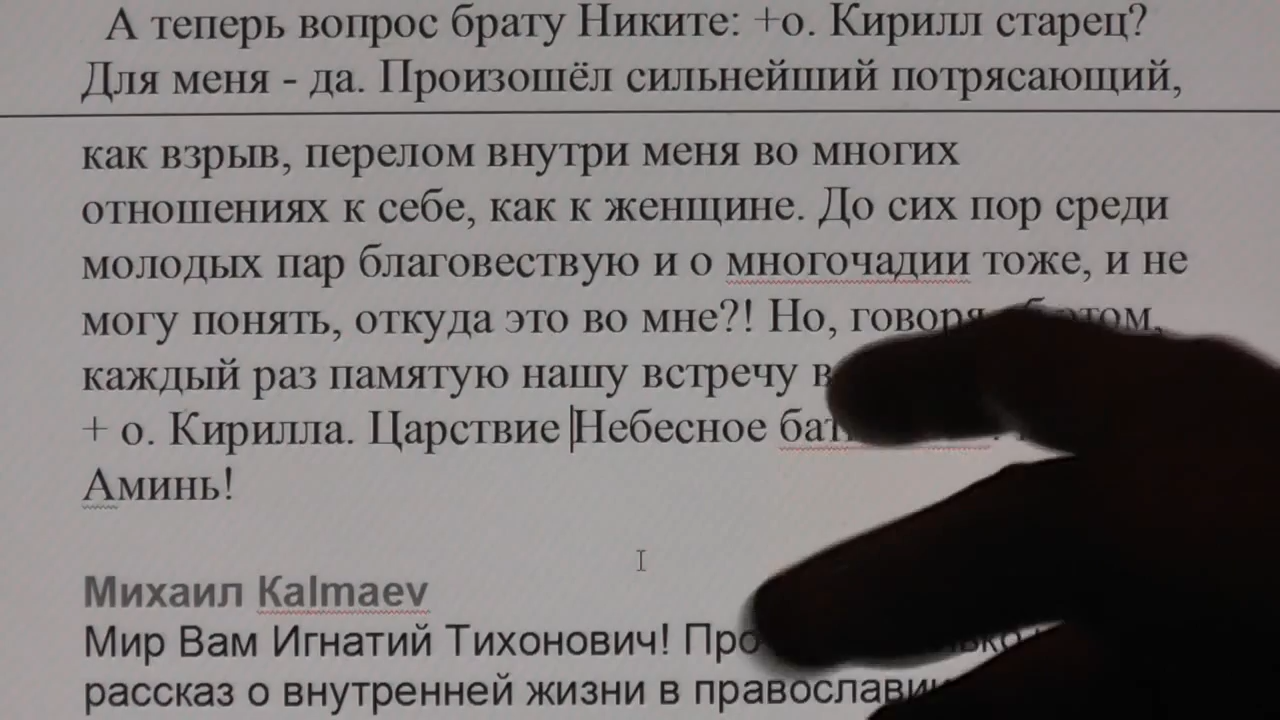 А теперь вопрос брату Никите: +о. Кирилл старец?
Для меня - да. Произошёл сильнейший потрясающий,
как взрыв, перелом внутри меня во многих
отношениях к себе, как к женщине. До сих пор среди
молодых пар благовествую и о многочадии тоже, и не
могу понять, откуда это во мне?! Но, говоря
каждый раз памятую нашу встречу
+ о. Кирилла. Царствие Небесное
Аминь!
Михаил Kalmaev
Мир Вам Игнатий Тихонович!
рассказ о внутренней жизни в